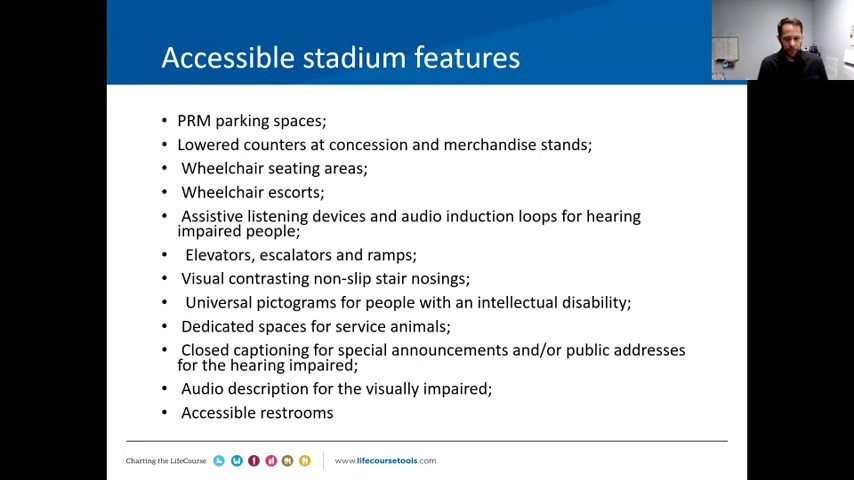 Accessible stadium features
• PRM parking spaces;
• Lowered counters at concession and merchandise stands;
• Wheelchair seating areas;
• Wheelchair escorts;
• Assistive listening devices and audio induction loops for hearing
impaired people;
• Elevators, escalators and ramps;
• Visual contrasting non-slip stair nosings;
• Universal pictograms for people with an intellectual disability;
• Dedicated spaces for service animals;
• Closed captioning for special announcements and/or public addresses
for the hearing impaired;
• Audio description for the visually impaired;
• Accessible restrooms
Charting the LifeCourse
www.lifecoursetools.com